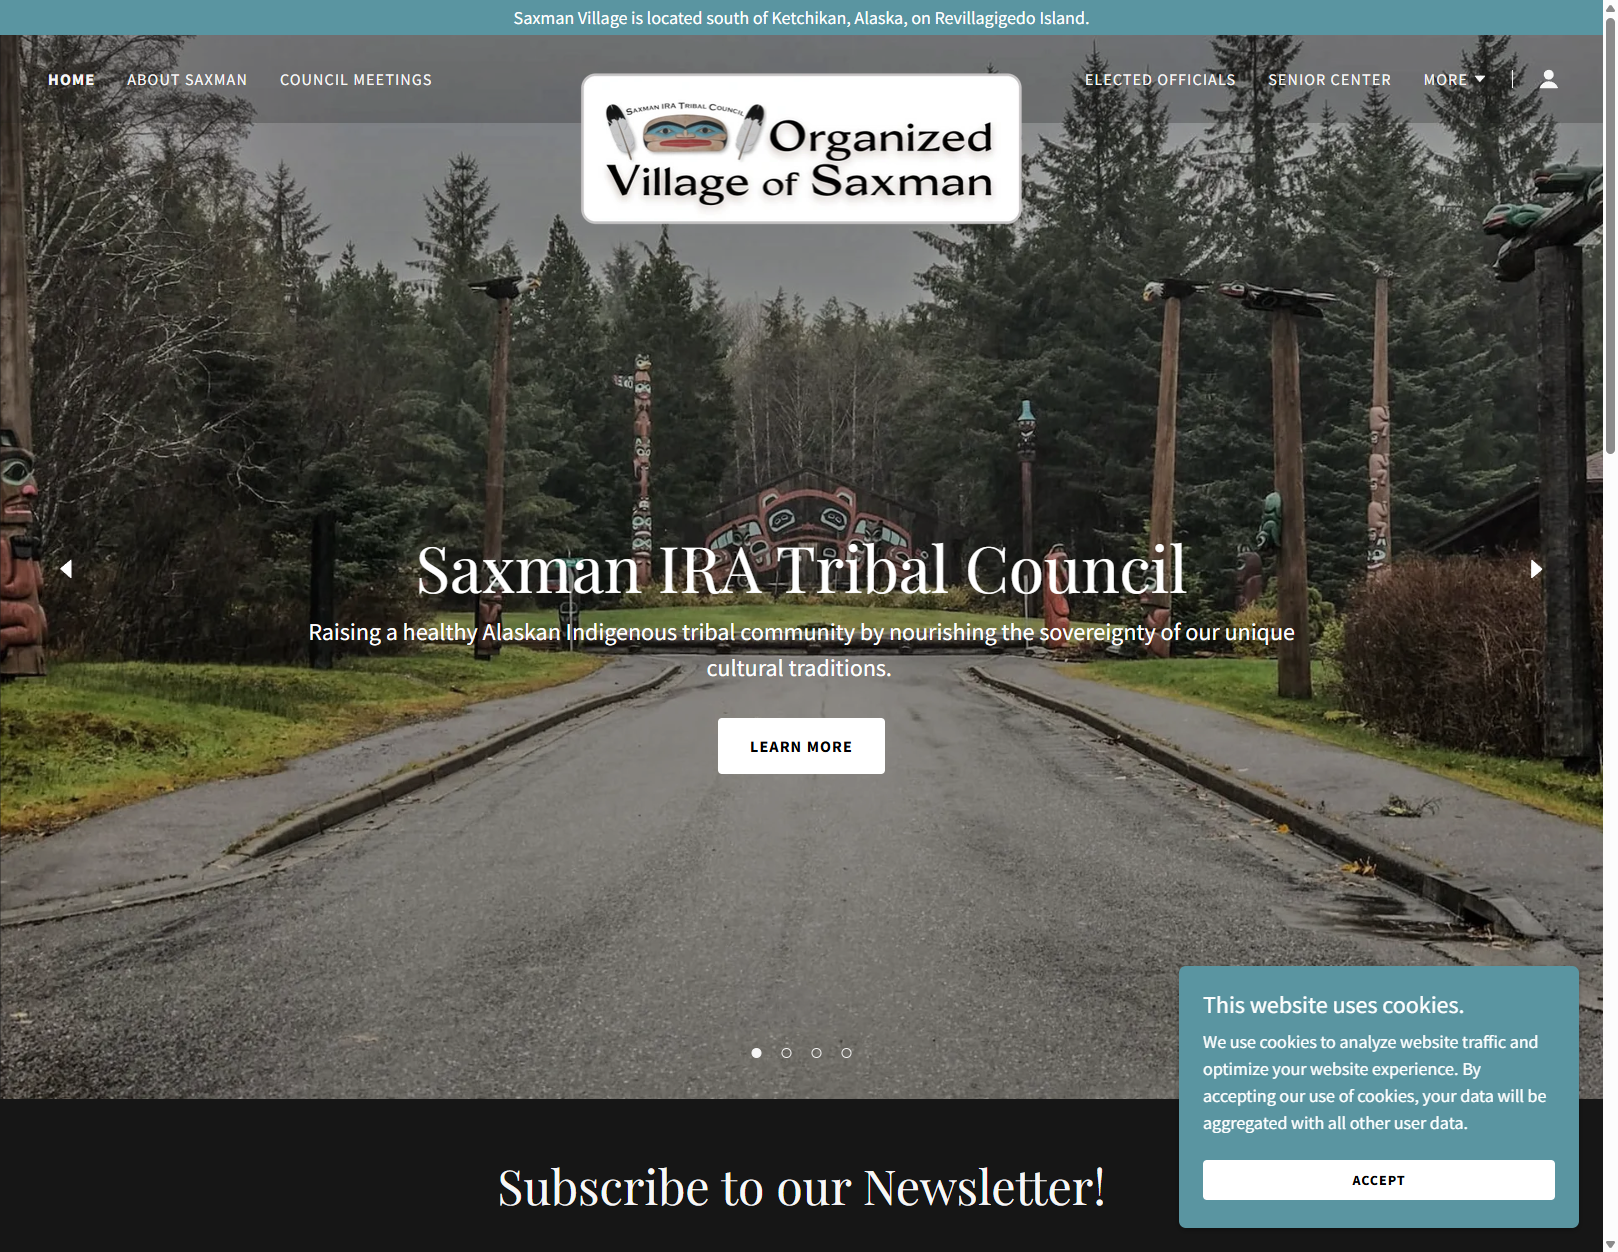 Saxman Village is located south of Ketchikan, Alaska, on Revillagigedo Island.
HOME
ABOUT SAXMAN
COUNCIL MEETINGS
SAXMAN IRA TRIBAL COUNCIL
Organized
Village of Saxman
ELECTED OFFICIALS
SENIOR CENTER
MORE
Saxman IRA Tribal Council
Raising a healthy Alaskan Indigenous tribal community by nourishing the sovereignty of our unique
cultural traditions.
LEARN MORE
Subscribe to our Newsletter!
This website uses cookies.
We use cookies to analyze website traffic and
optimize your website experience. By
accepting our use of cookies, your data will be
aggregated with all other user data.
ACCEPT